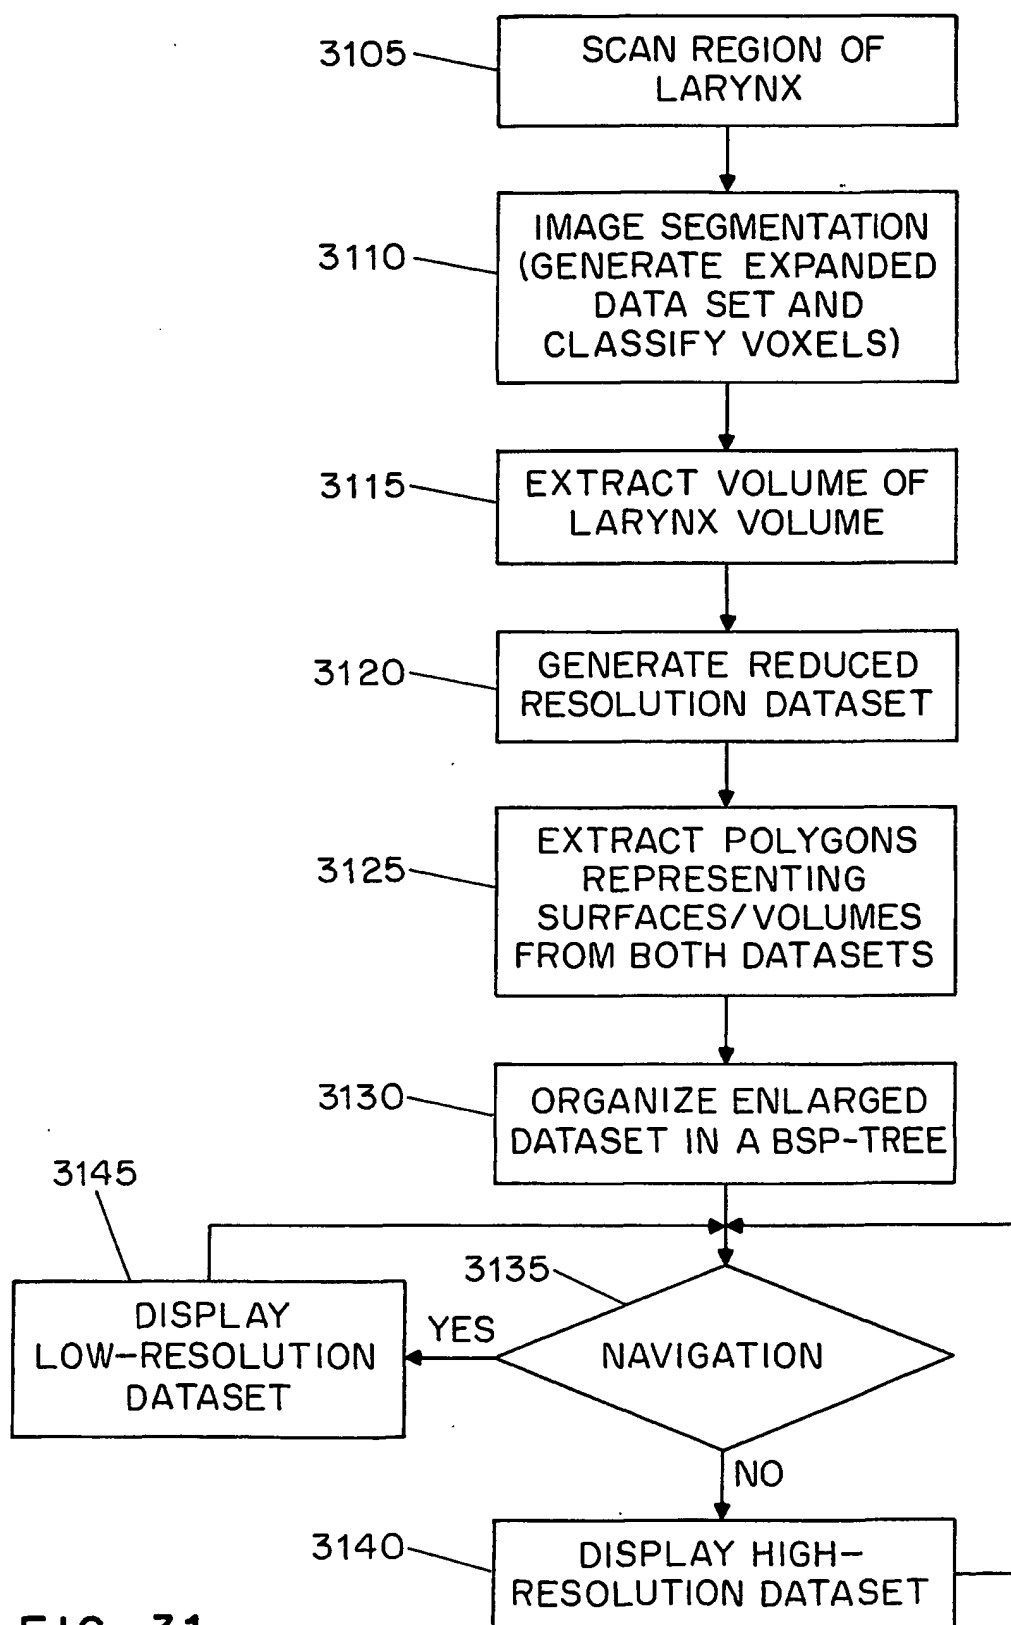 3105
SCAN REGION OF
LARYNX
3110
IMAGE SEGMENTATION
(GENERATE EXPANDED
DATA SET AND
CLASSIFY VOXELS)
3115
EXTRACT VOLUME OF
LARYNX VOLUME
3120
GENERATE REDUCED
RESOLUTION DATASET
3125
EXTRACT POLYGONS
REPRESENTING
SURFACES/VOLUMES
FROM BOTH DATASETS
3130
ORGANIZE ENLARGED
DATASET IN A BSP-TREE
3145
DISPLAY
LOW-RESOLUTION
DATASET
YES
3135
NAVIGATION
NO
3140
DISPLAY HIGH-
RESOLUTION DATASET
FIG. 31